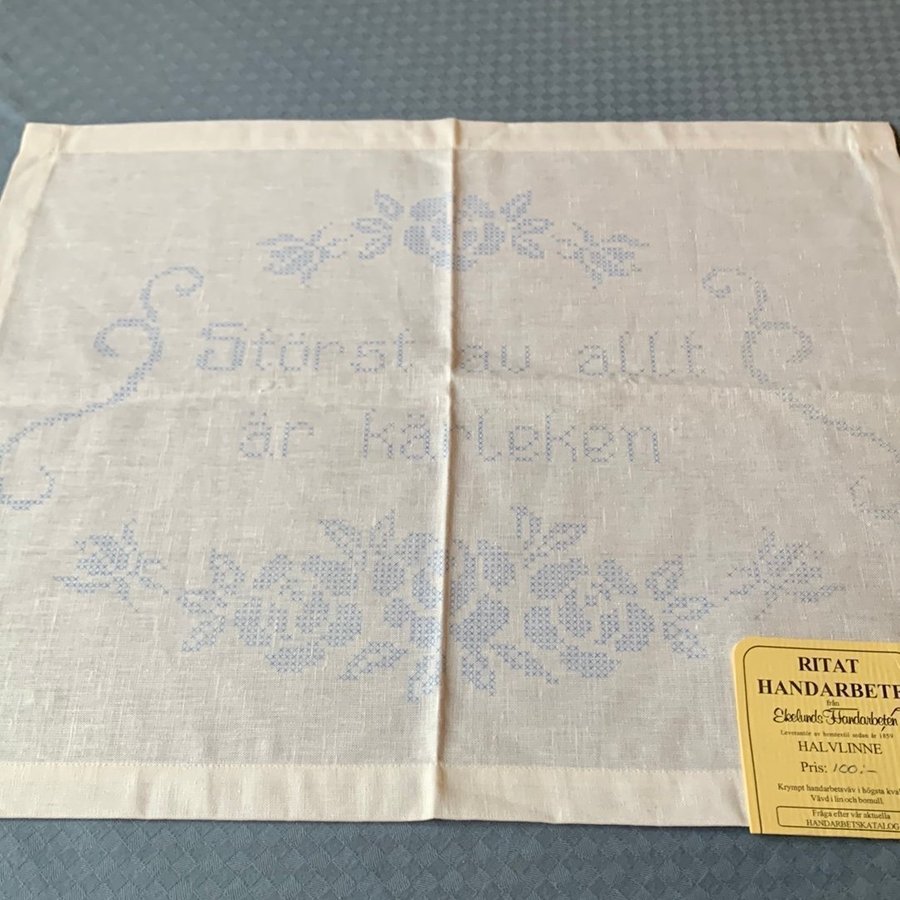 Störst av allt
är kärleken
RITAT
HANDARBETE
från
Ekelunds Handarbeten
Leverantör av hemtextil sedan år 1859
HALVLINNE
Pris: 100:-
Krympt handarbetsväv i högsta kval
Vävd i lin och bomull.
Fråga efter vår aktuella
HANDARBETSKATALOG